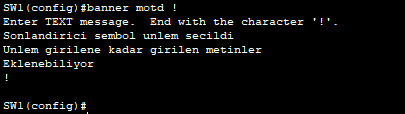 SW1(config)#banner motd !
Enter TEXT message.  End with the character '!'.
Sonlandirici sembol unlem secildi
Unlem girilene kadar girilen metinler
Eklenebiliyor
!
SW1(config)#